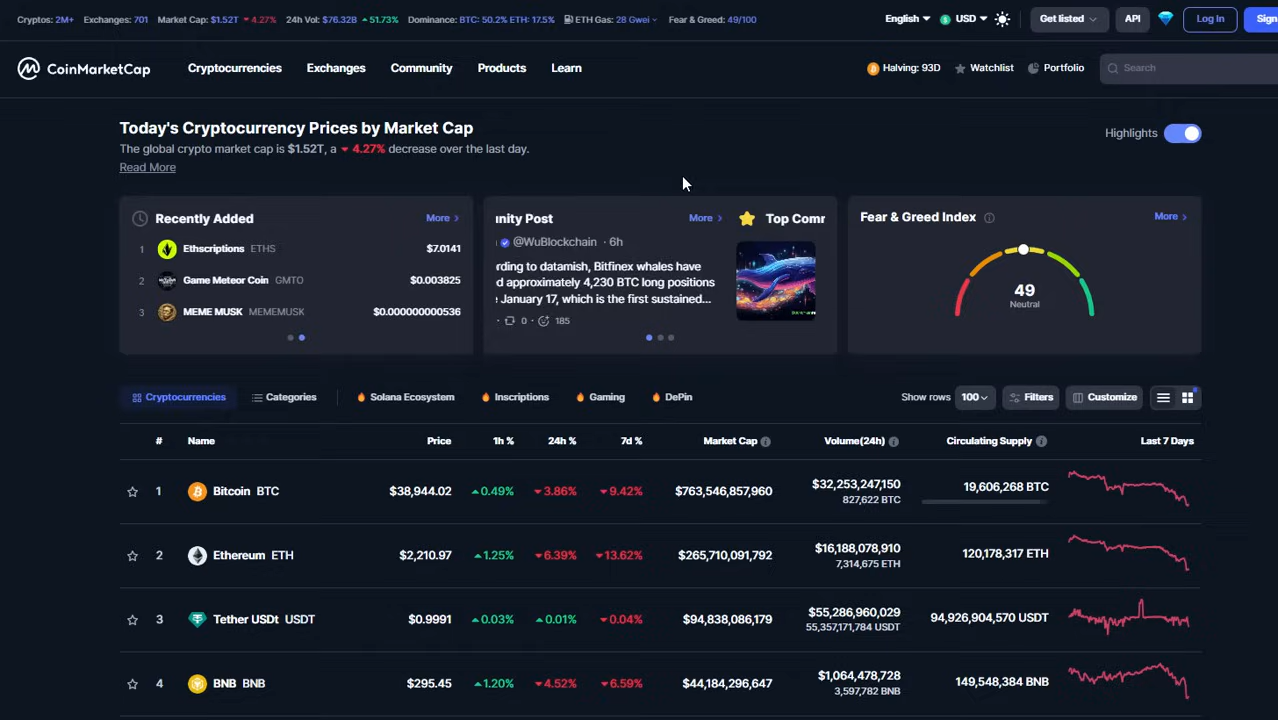 Cryptos: 2M+ Exchanges: 701 Market Cap: $1.52T 4.27% 24h Vol: $76.32B 51.73% Dominance: BTC: 50.2% ETH: 17.5% ETH Gas: 28 Gwei Fear & Greed: 49/100 English USD Get listed API Log In Sign
CoinMarketCap Cryptocurrencies Exchanges Community Products Learn Halving: 93D Watchlist Portfolio Search
Today's Cryptocurrency Prices by Market Cap
Highlights
The global crypto market cap is $1.52T, a 4.27% decrease over the last day.
Read More
Recently Added More
1 Ethscriptions ETHS $7.0141
2 Game Meteor Coin GMTO $0.003825
3 MEME MUSK MEMEMUSK $0.000000000536
unity Post More Top Comm
@WuBlockchain · 6h
rding to datamish, Bitfinex whales have
d approximately 4,230 BTC long positions
January 17, which is the first sustained...
· 0 · 185
Fear & Greed Index More
49
Neutral
Cryptocurrencies Categories Solana Ecosystem Inscriptions Gaming DePin Show rows 100 Filters Customize
# Name Price 1h % 24h % 7d % Market Cap Volume(24h) Circulating Supply Last 7 Days
1 Bitcoin BTC $38,944.02 0.49% 3.86% 9.42% $763,546,857,960 $32,253,247,150 19,606,268 BTC
827,622 BTC
2 Ethereum ETH $2,210.97 1.25% 6.39% 13.62% $265,710,091,792 $16,188,078,910 120,178,317 ETH
7,314,675 ETH
3 Tether USDt USDT $0.9991 0.03% 0.01% 0.04% $94,838,086,179 $55,286,960,029 94,926,904,570 USDT
55,357,171,784 USDT
4 BNB BNB $295.45 1.20% 4.52% 6.59% $44,184,296,647 $1,064,478,728 149,548,384 BNB
3,597,782 BNB